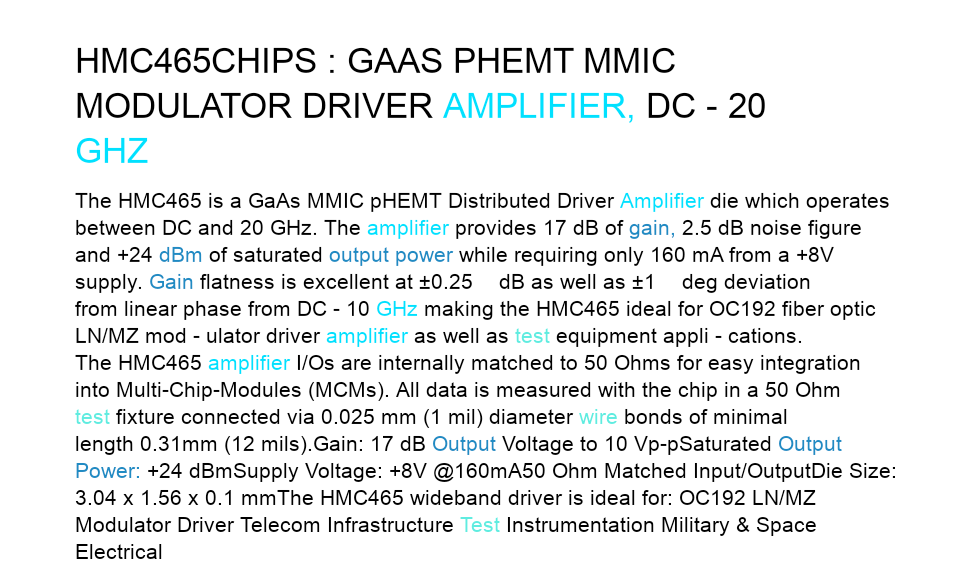 HMC465CHIPS : GAAS PHEMT MMIC
MODULATOR DRIVER AMPLIFIER, DC - 20
GHZ
The HMC465 is a GaAs MMIC pHEMT Distributed Driver Amplifier die which operates
between DC and 20 GHz. The amplifier provides 17 dB of gain, 2.5 dB noise figure
and +24 dBm of saturated output power while requiring only 160 mA from a +8V
supply. Gain flatness is excellent at ±0.25 dB as well as ±1 deg deviation
from linear phase from DC - 10 GHz making the HMC465 ideal for OC192 fiber optic
LN/MZ mod - ulator driver amplifier as well as test equipment appli - cations.
The HMC465 amplifier I/Os are internally matched to 50 Ohms for easy integration
into Multi-Chip-Modules (MCMs). All data is measured with the chip in a 50 Ohm
test fixture connected via 0.025 mm (1 mil) diameter wire bonds of minimal
length 0.31mm (12 mils).Gain: 17 dB Output Voltage to 10 Vp-pSaturated Output
Power: +24 dBmSupply Voltage: +8V @160mA50 Ohm Matched Input/OutputDie Size:
3.04 x 1.56 x 0.1 mmThe HMC465 wideband driver is ideal for: OC192 LN/MZ
Modulator Driver Telecom Infrastructure Test Instrumentation Military & Space
Electrical